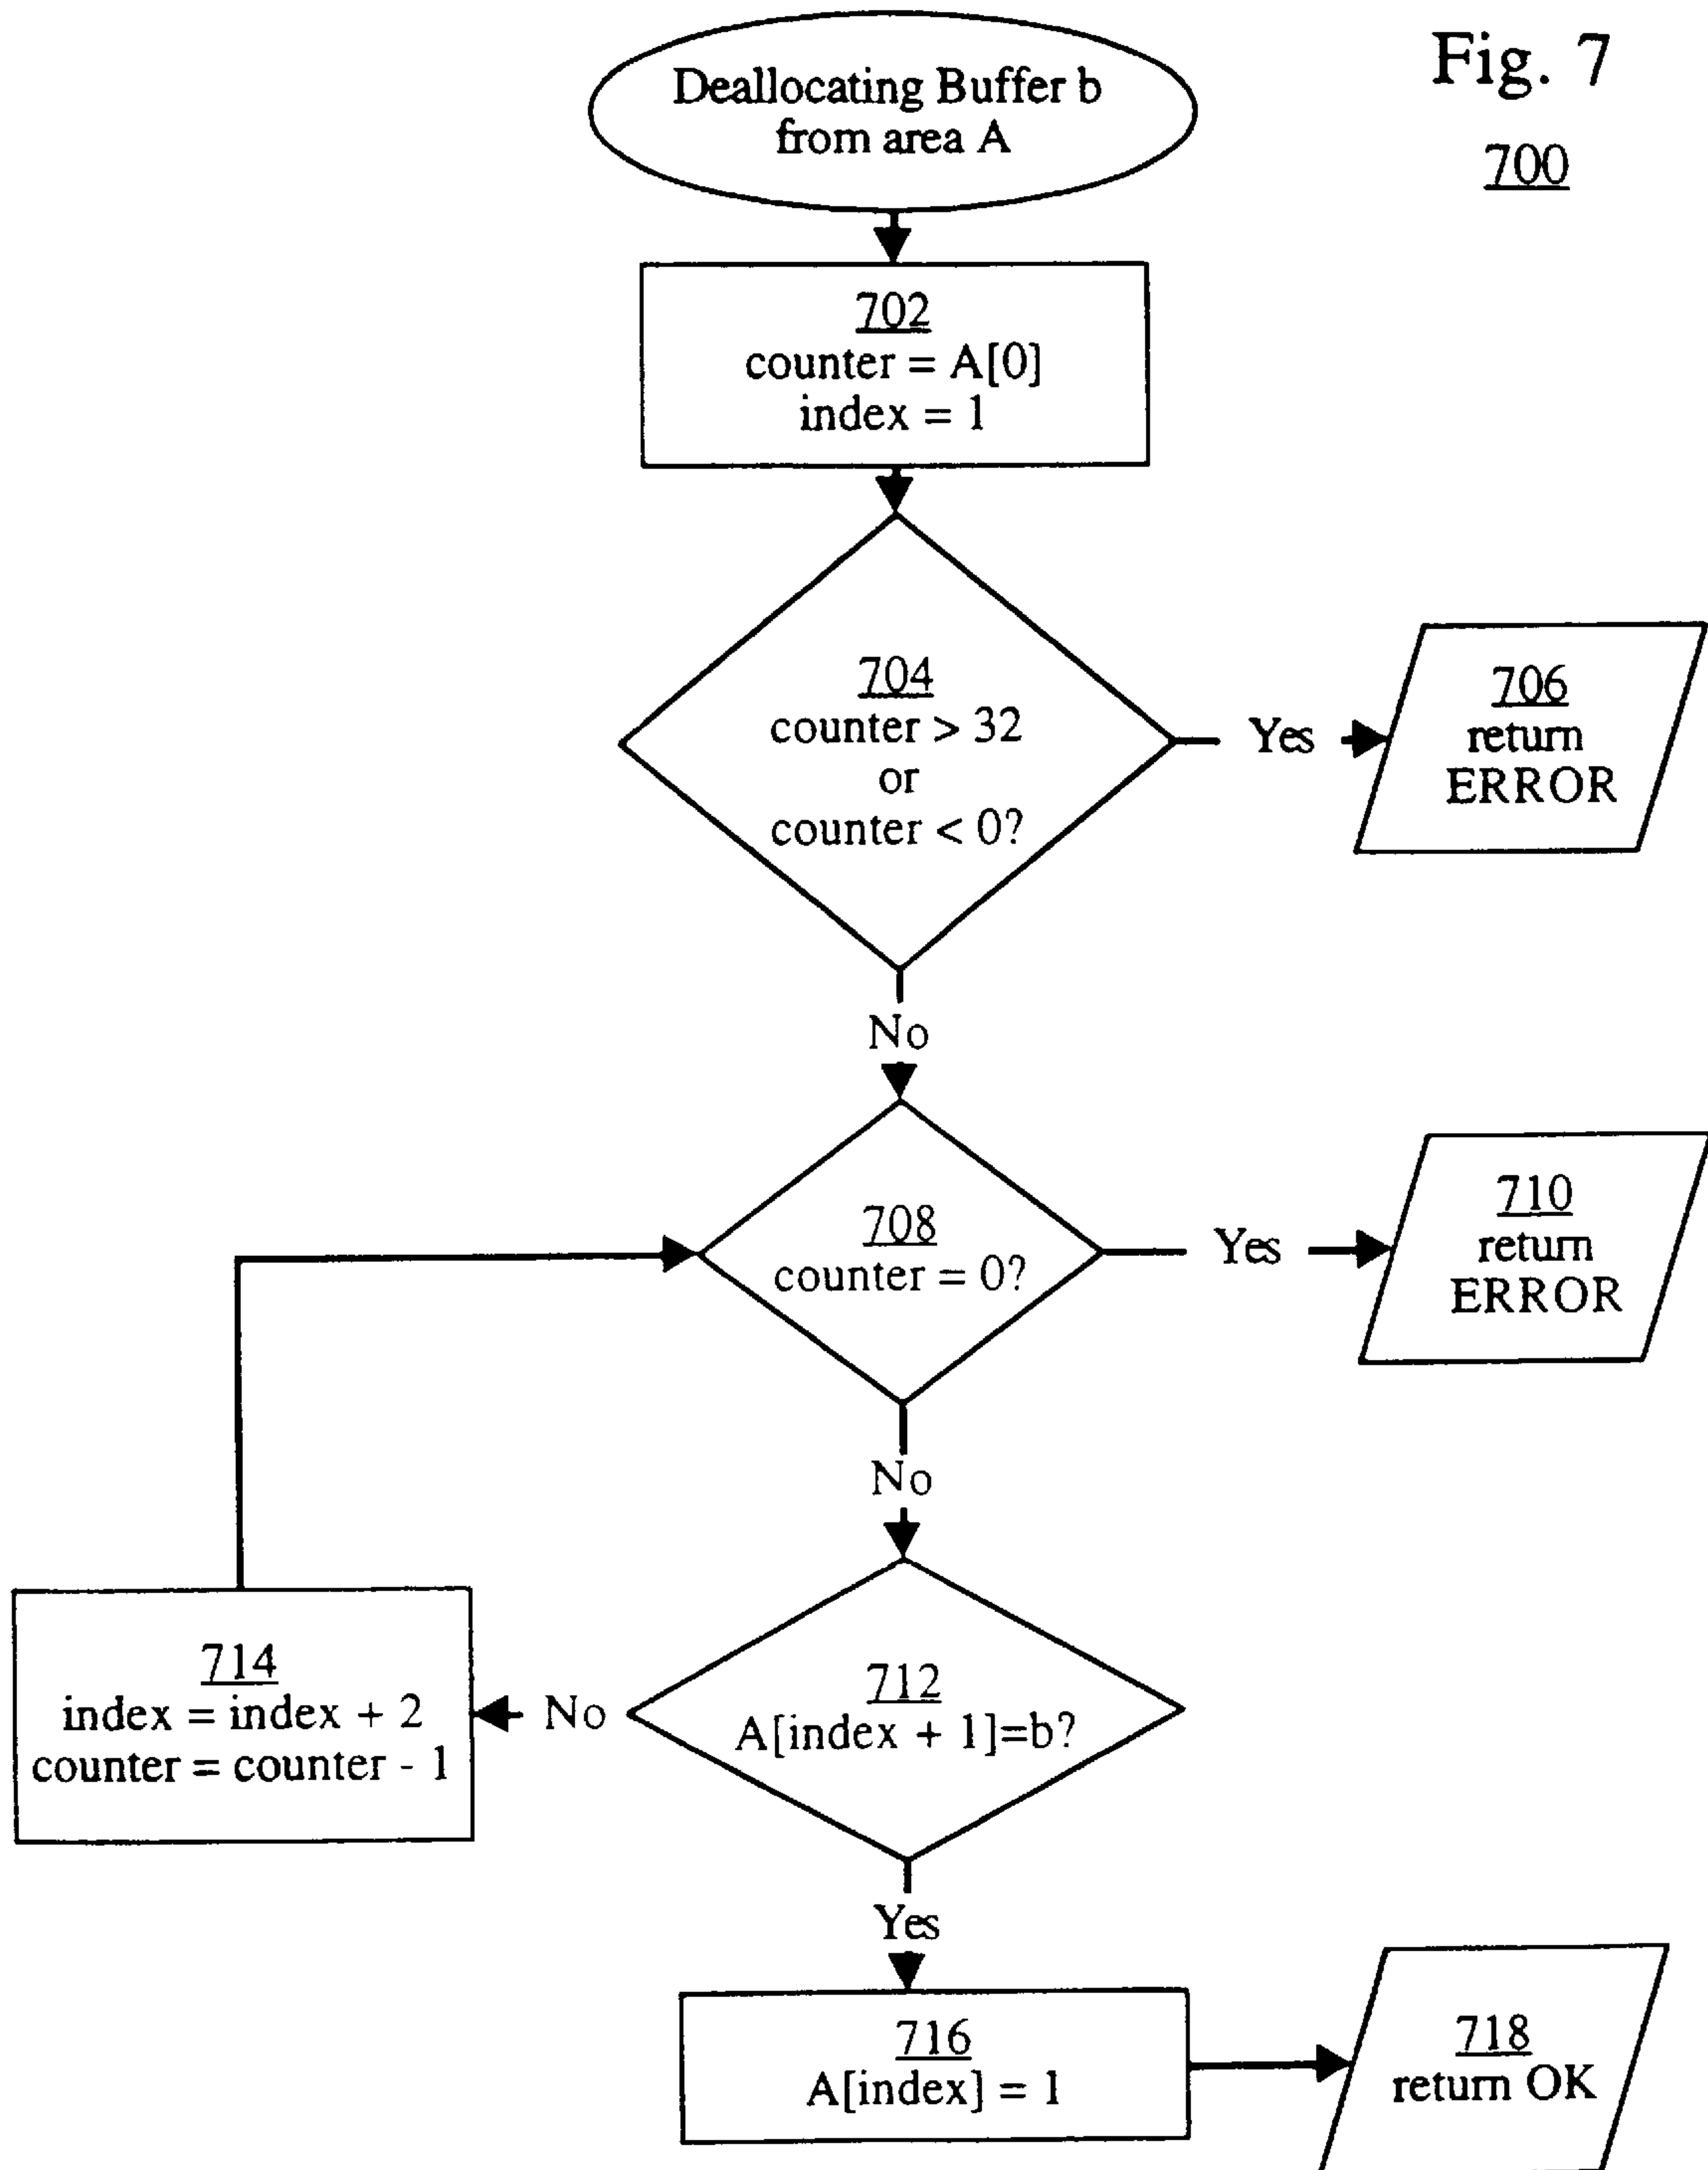 Fig. 7
700
Deallocating Buffer b
from area A
702
counter = A[0]
index = 1
704
counter > 32
or
counter < 0?
Yes
706
return
ERROR
No
708
counter = 0?
Yes
710
return
ERROR
No
712
A[index + 1]=b?
No
714
index = index + 2
counter = counter - 1
Yes
716
A[index] = 1
718
return OK